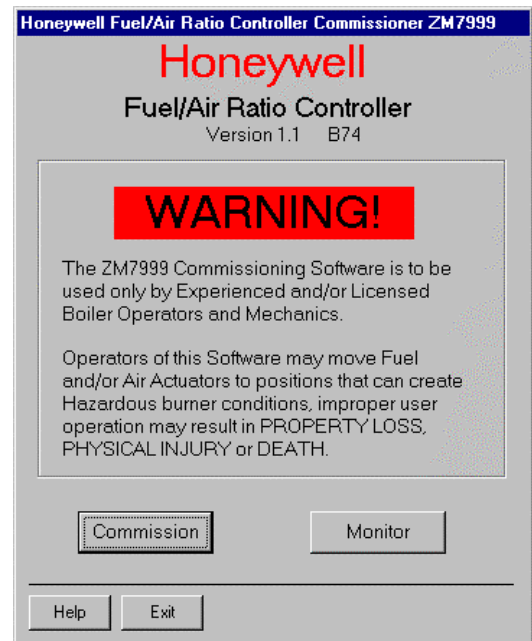 Honeywell Fuel/Air Ratio Controller Commissioner ZM7999
Honeywell
Fuel/Air Ratio Controller
Version 1.1 B74
WARNING!
The ZM7999 Commissioning Software is to be
used only by Experienced and/or Licensed
Boiler Operators and Mechanics.
Operators of this Software may move Fuel
and/or Air Actuators to positions that can create
Hazardous burner conditions, improper user
operation may result in PROPERTY LOSS,
PHYSICAL INJURY or DEATH.
Commission
Monitor
Help
Exit